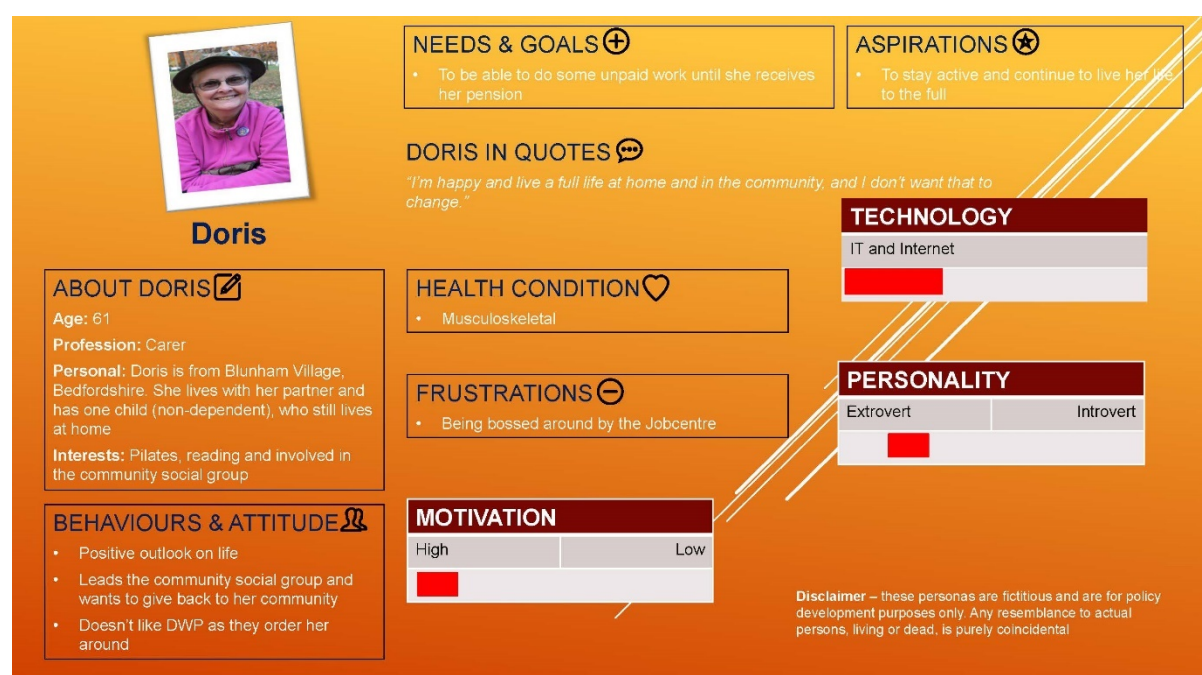 Doris
ABOUT DORIS
Age: 61
Profession: Carer
Personal: Doris is from Blunham Village,
Bedfordshire. She lives with her partner and
has one child (non-dependent), who still lives
at home
Interests: Pilates, reading and involved in
the community social group
BEHAVIOURS & ATTITUDE
• Positive outlook on life
• Leads the community social group and
wants to give back to her community
• Doesn't like DWP as they order her
around
NEEDS & GOALS
• To be able to do some unpaid work until she receives
her pension
ASPIRATIONS
• To stay active and continue to live her life
to the full
DORIS IN QUOTES
"I'm happy and live a full life at home and in the community, and I don't want that to
change."
HEALTH CONDITION
• Musculoskeletal
FRUSTRATIONS
• Being bossed around by the Jobcentre
MOTIVATION
High Low
TECHNOLOGY
IT and Internet
PERSONALITY
Extrovert Introvert
Disclaimer – these personas are fictitious and are for policy
development purposes only. Any resemblance to actual
persons, living or dead, is purely coincidental